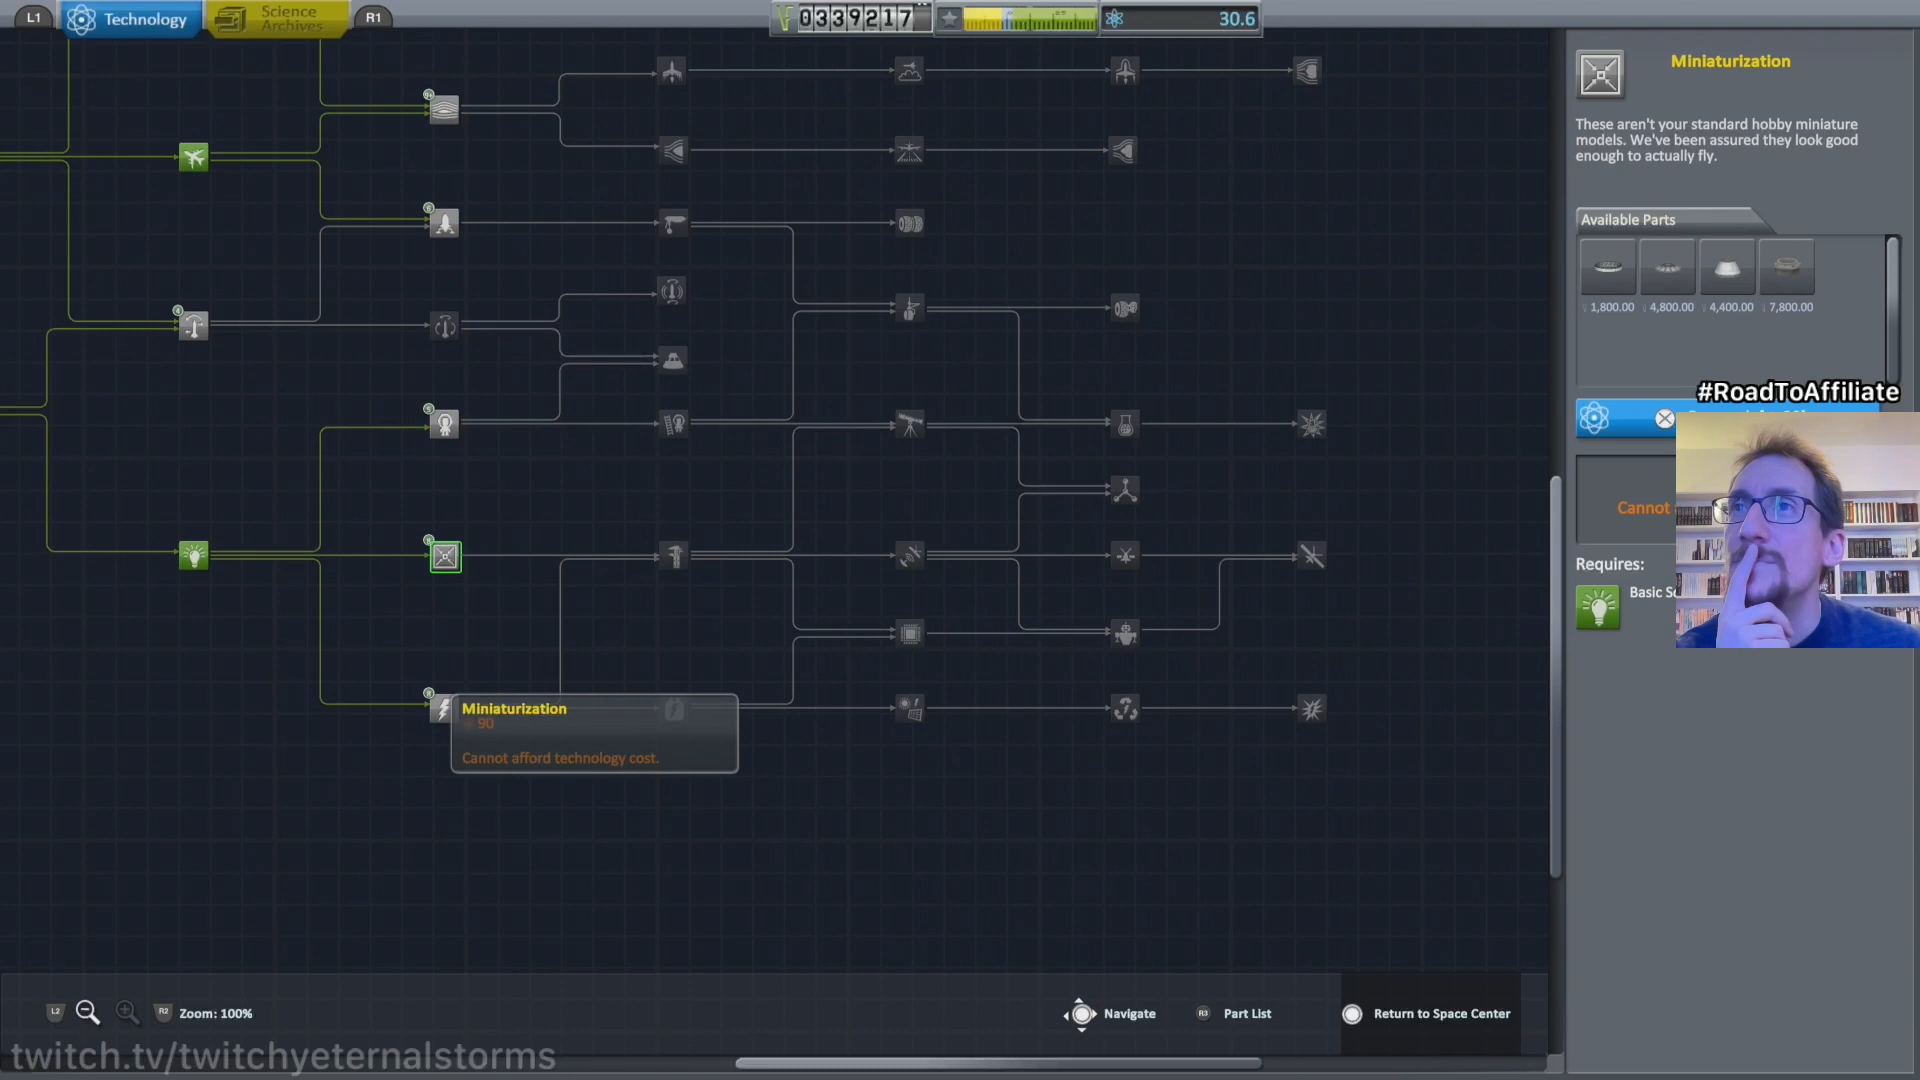 L1
Technology
Science
Archives
R1
0339217
30.6
Miniaturization
These aren't your standard hobby miniature
models. We've been assured they look good
enough to actually fly.
Available Parts
1,800.00 4,800.00 4,400.00 7,800.00
#RoadToAffiliate
Cannot
Requires:
Basic
Miniaturization
90
Cannot afford technology cost.
L2
R2
Zoom: 100%
Navigate
R3
Part List
Return to Space Center
twitch.tv/twitchyeternalstorms